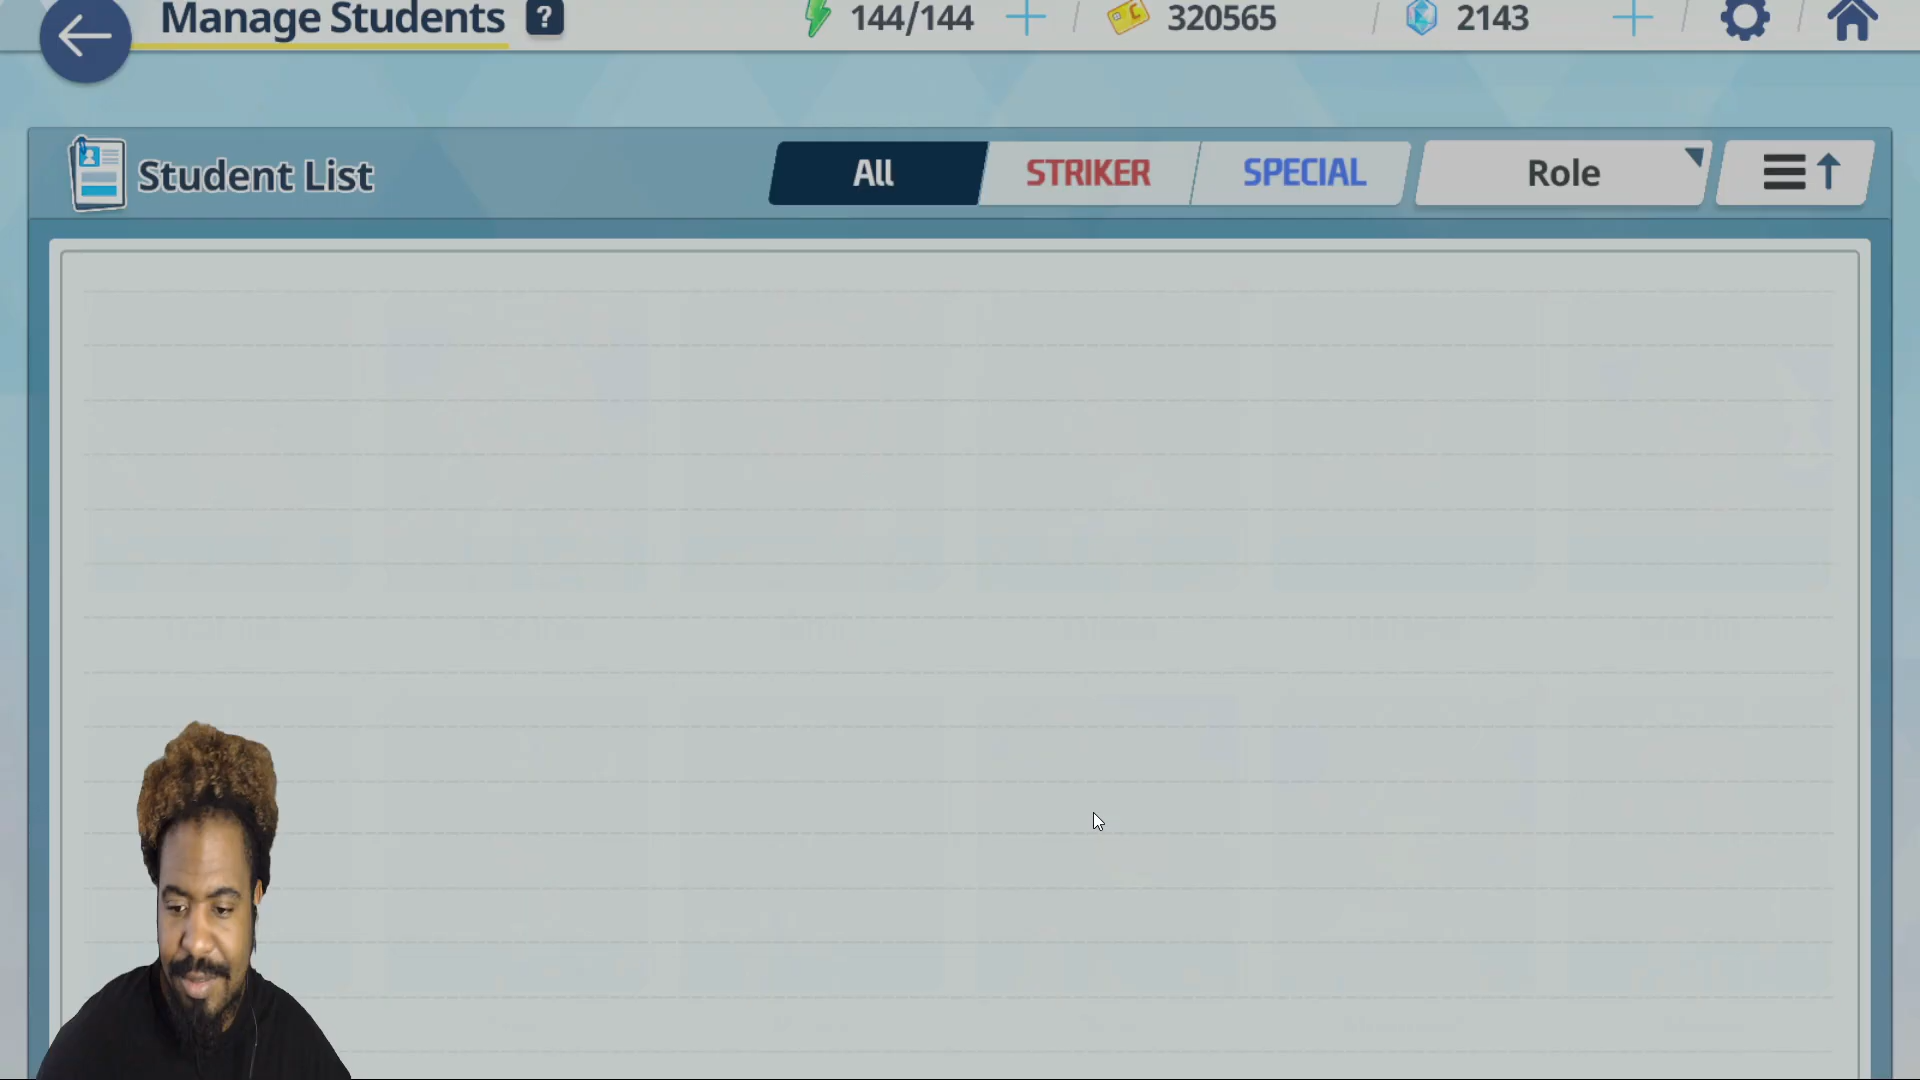 Manage Students ? 144/144 320565 2143
Student List All STRIKER SPECIAL Role